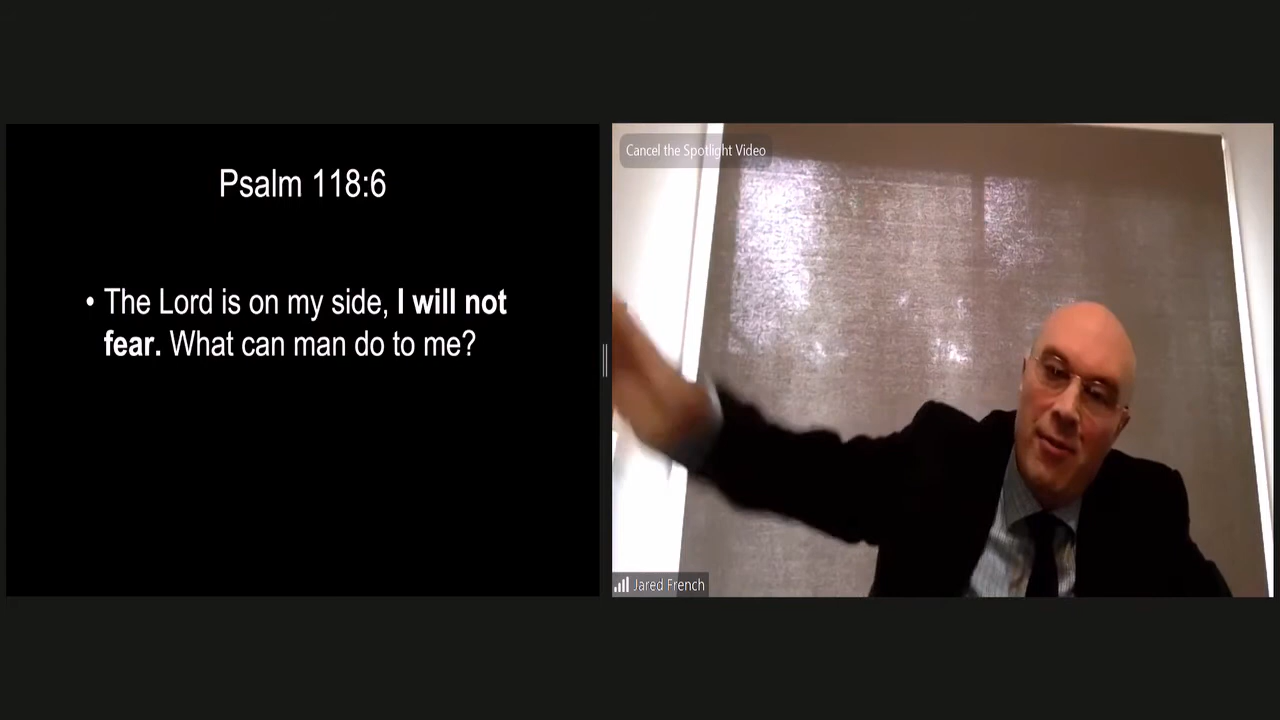 Psalm 118:6
• The Lord is on my side, I will not
fear. What can man do to me?
Cancel the Spotlight Video
Jared French